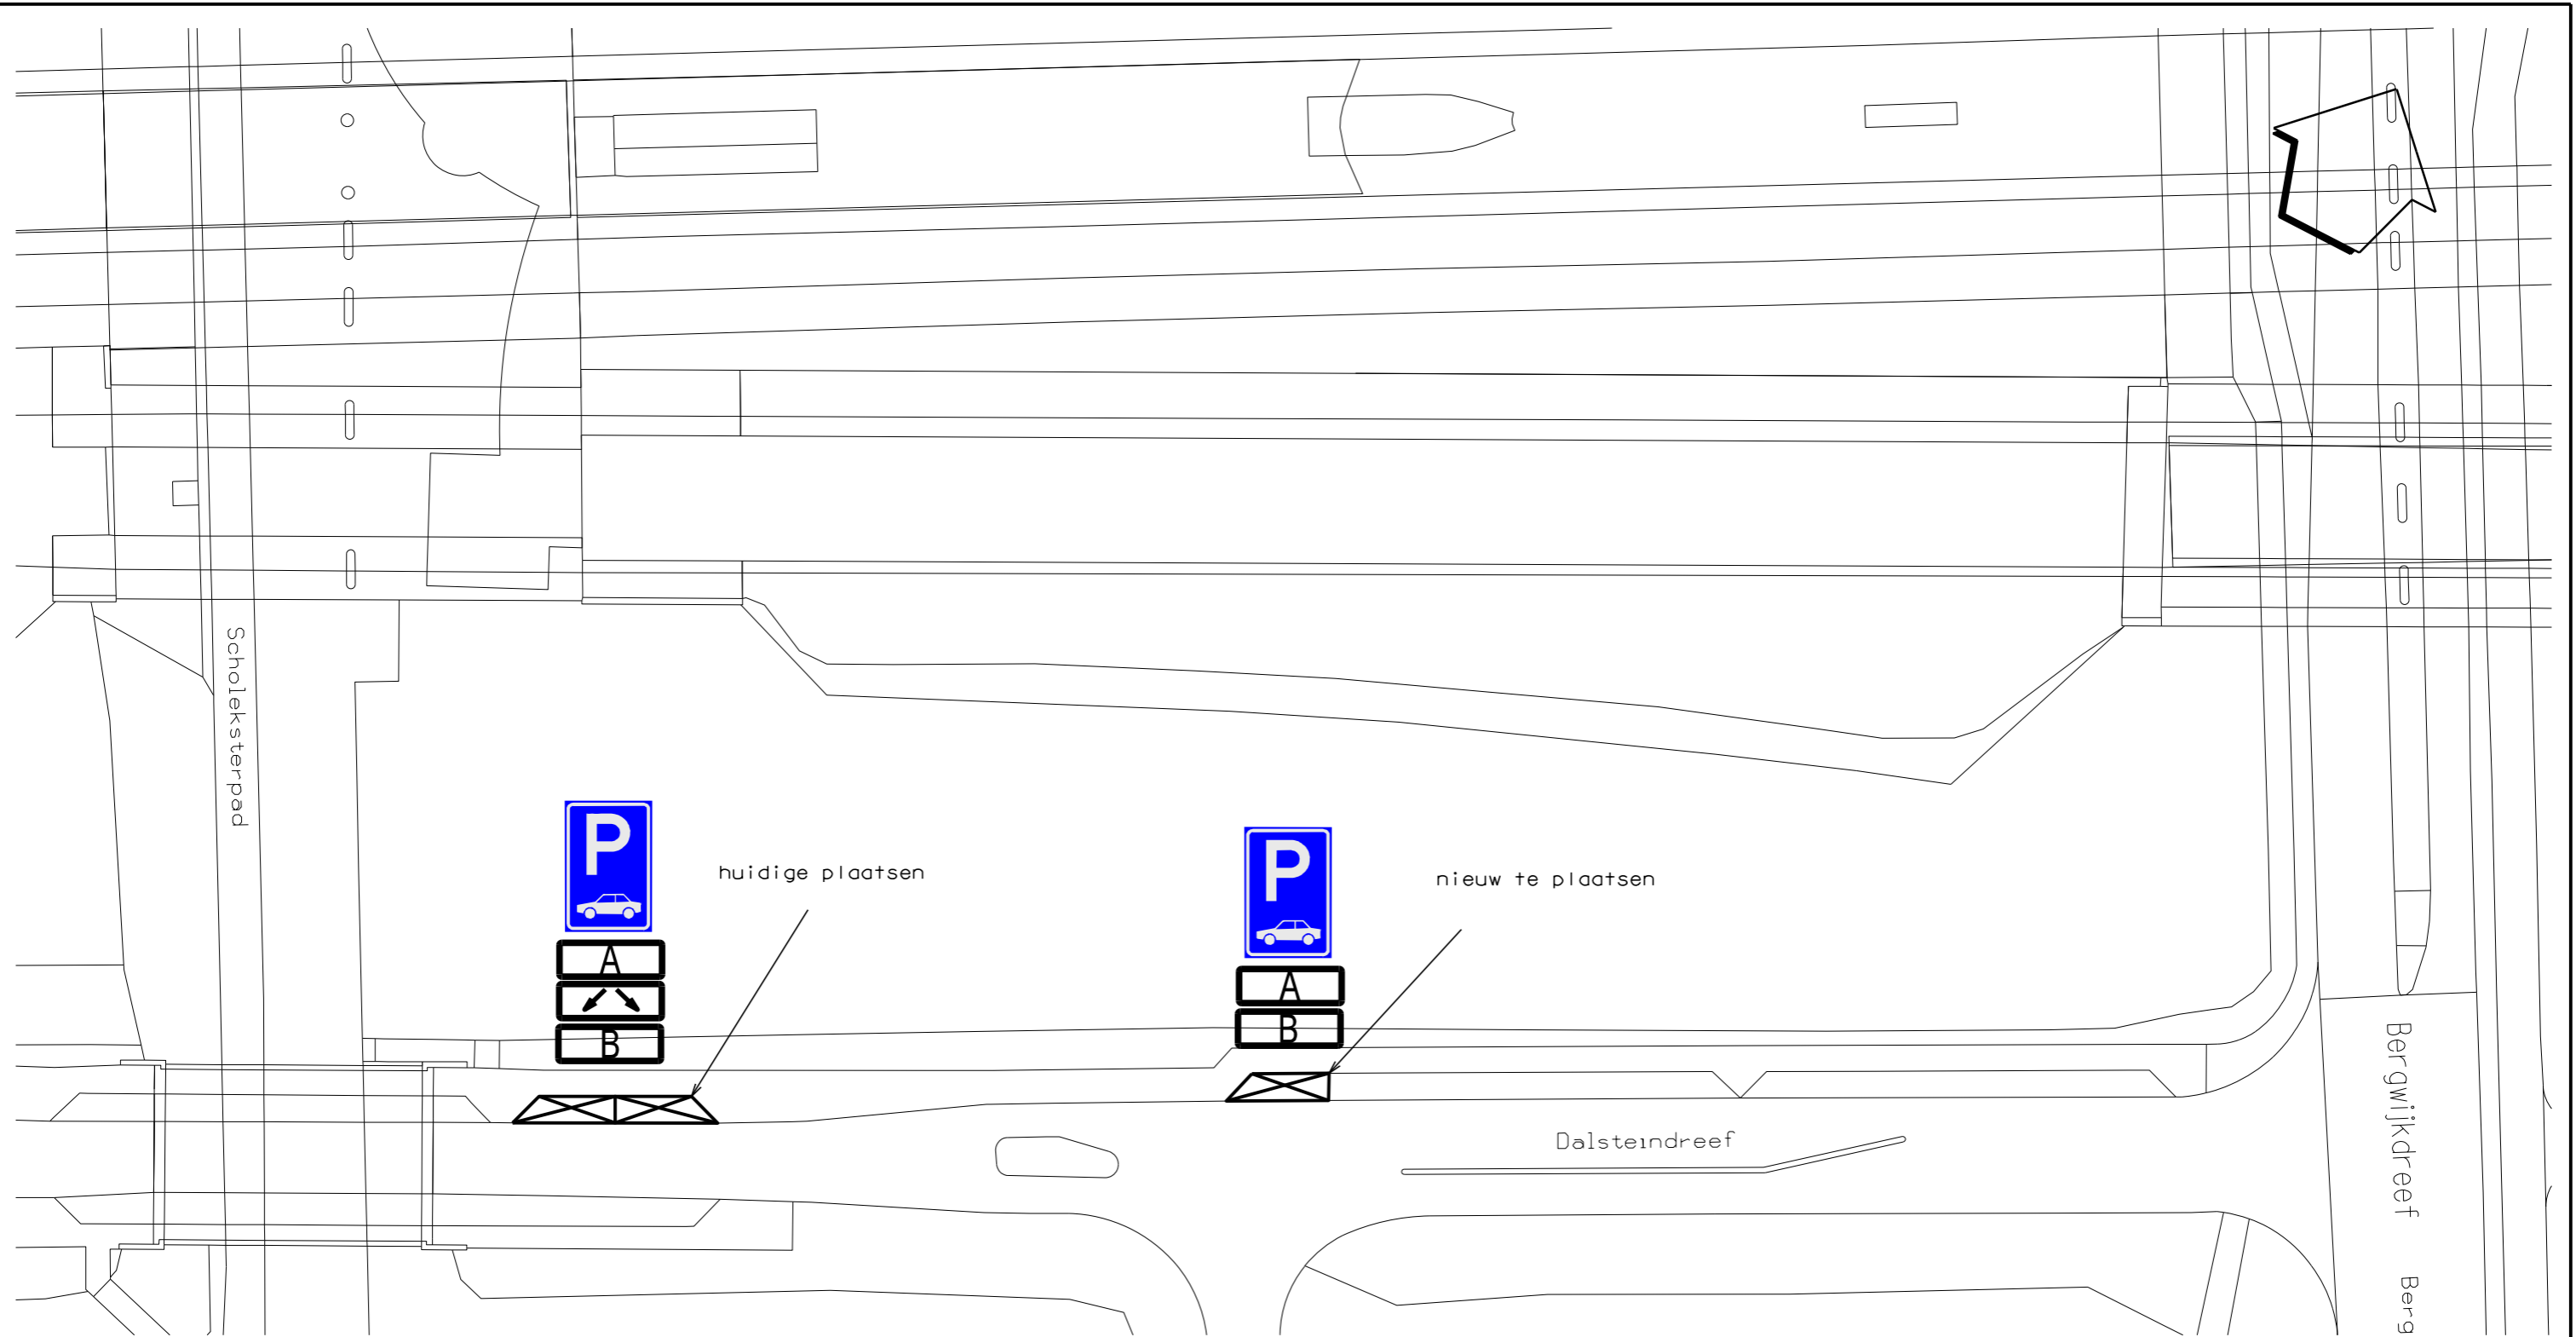 Scholeksterpad
P
huidige plaatsen
A
B
P
nieuw te plaatsen
A
B
Dalsteindreef
Bergwijkdreef
Berg